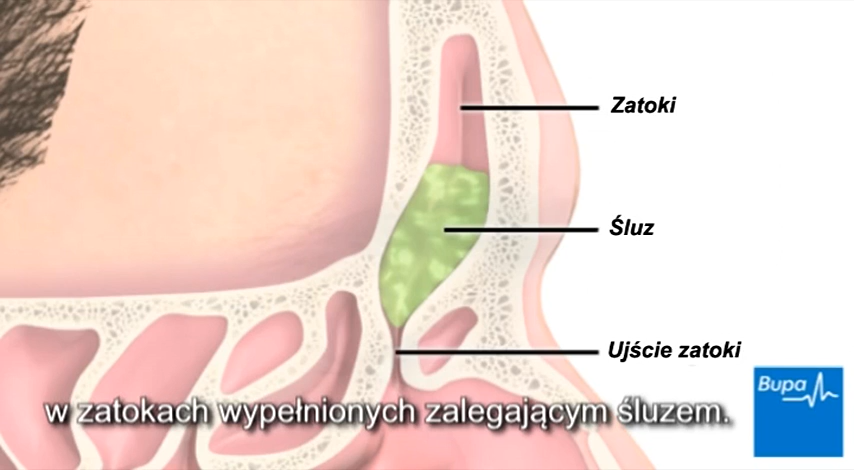 Zatoki
Śluz
Ujście zatoki
Bupa
w zatokach wypełnionych zalegającym śluzem.